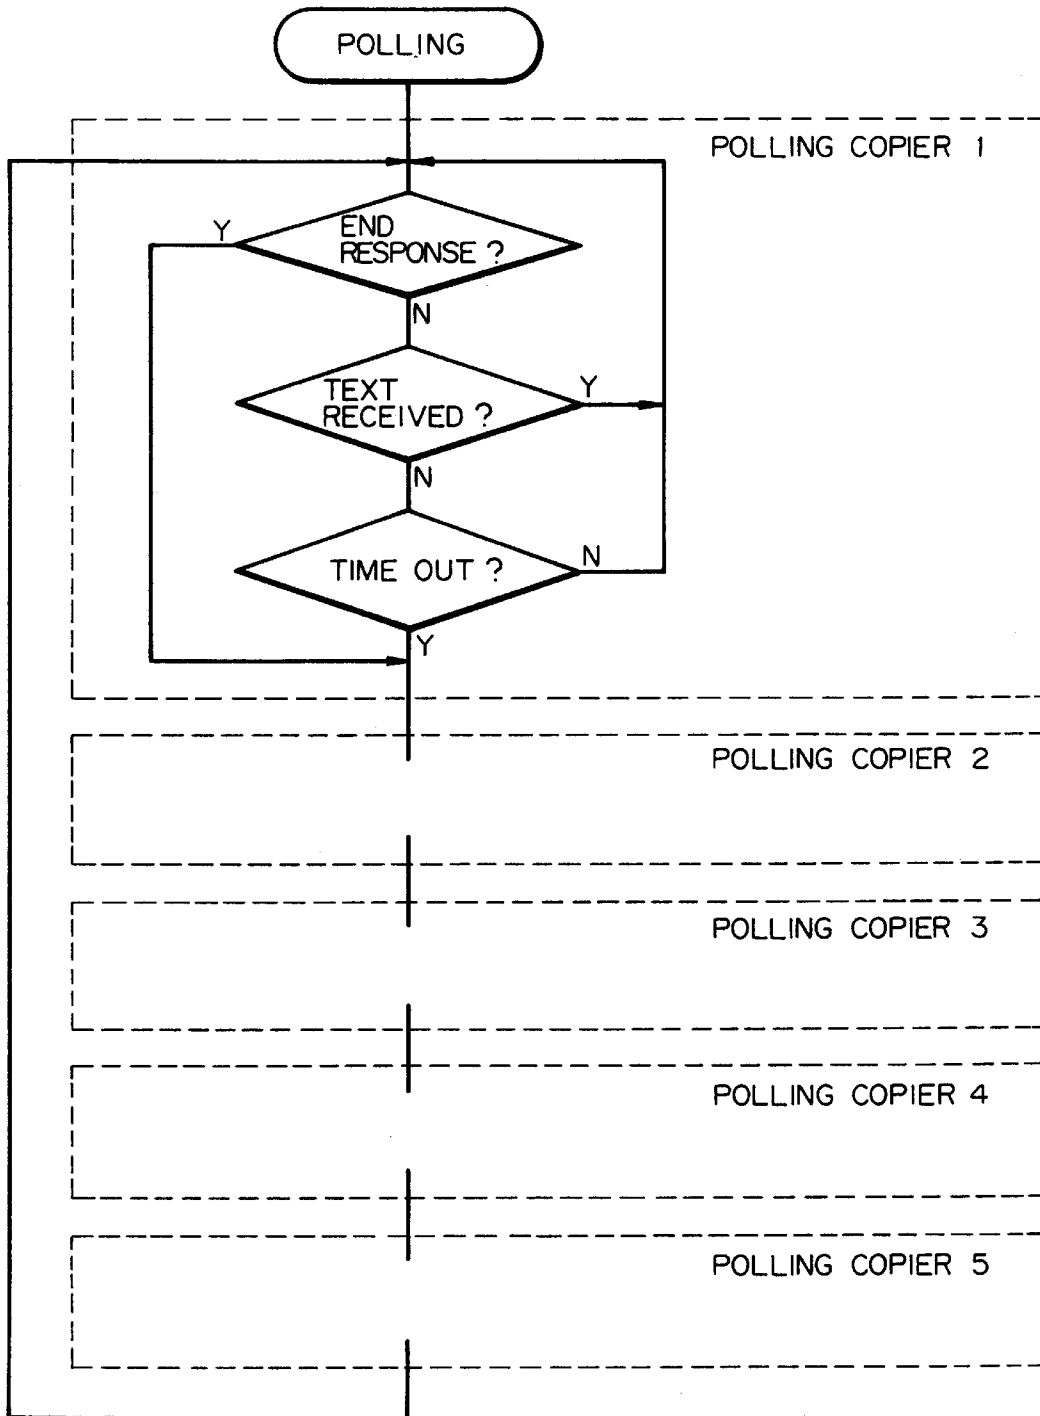 POLLING
POLLING COPIER 1
Y
END
RESPONSE ?
N
TEXT
RECEIVED ?
Y
N
TIME OUT ?
N
Y
POLLING COPIER 2
POLLING COPIER 3
POLLING COPIER 4
POLLING COPIER 5